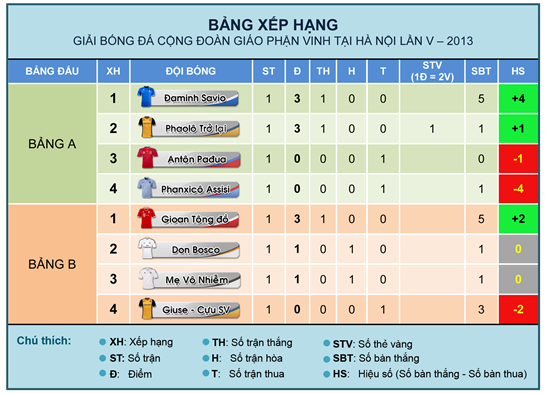 BẢNG XẾP HẠNG
GIẢI BÓNG ĐÁ CỘNG ĐOÀN GIÁO PHẬN VINH TẠI HÀ NỘI LẦN V – 2013
BẢNG ĐẤU XH ĐỘI BÓNG ST Đ TH H T STV (1Đ = 2V) SBT HS
BẢNG A
1 Đaminh Savio 1 3 1 0 0 5 +4
2 Phaolô Trở lại 1 3 1 0 0 1 1 +1
3 Antôn Padua 1 0 0 0 1 0 -1
4 Phanxicô Assisi 1 0 0 0 1 1 -4
BẢNG B
1 Gioan Tông đồ 1 3 1 0 0 5 +2
2 Don Bosco 1 1 0 1 0 1 0
3 Mẹ Vô Nhiễm 1 1 0 1 0 1 0
4 Giuse - Cựu SV 1 0 0 0 1 3 -2
Chú thích:
XH: Xếp hạng TH: Số trận thắng STV: Số thẻ vàng
ST: Số trận H: Số trận hòa SBT: Số bàn thắng
Đ: Điểm T: Số trận thua HS: Hiệu số (Số bàn thắng - Số bàn thua)